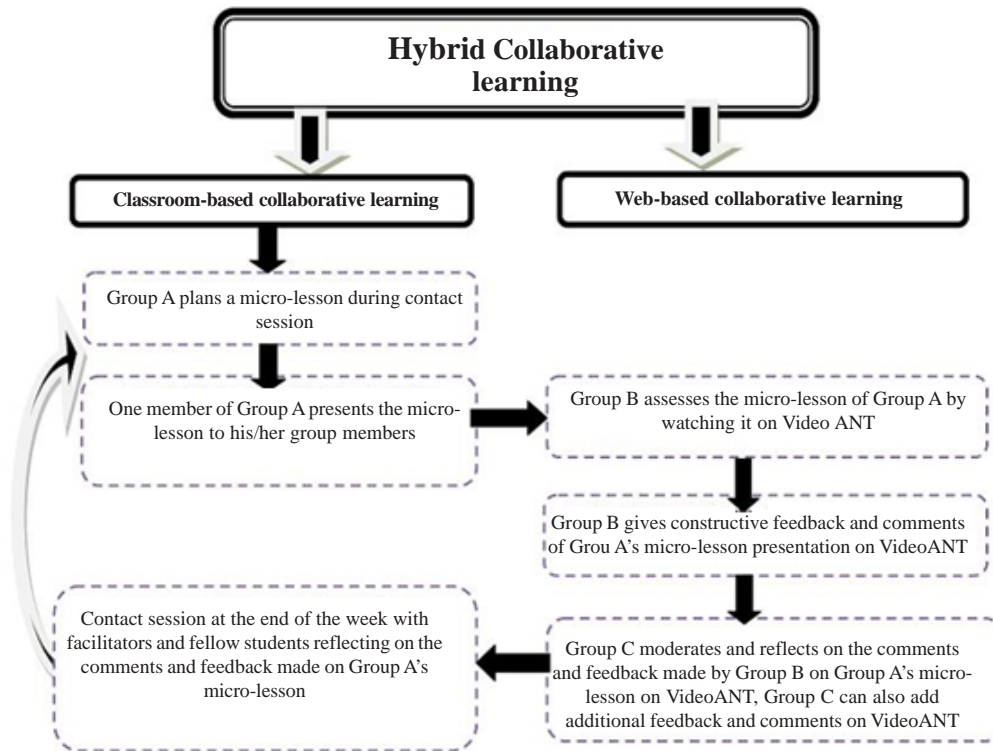 Hybrid Collaborative
learning
Classroom-based collaborative learning
Web-based collaborative learning
Group A plans a micro-lesson during contact
session
One member of Group A presents the micro-
lesson to his/her group members
Group B assesses the micro-lesson of Group A by
watching it on Video ANT
Group B gives constructive feedback and comments
of Grou A’s micro-lesson presentation on VideoANT
Group C moderates and reflects on the comments
and feedback made by Group B on Group A’s micro-
lesson on VideoANT, Group C can also add
additional feedback and comments on VideoANT
Contact session at the end of the week with
facilitators and fellow students reflecting on the
comments and feedback made on Group A’s
micro-lesson